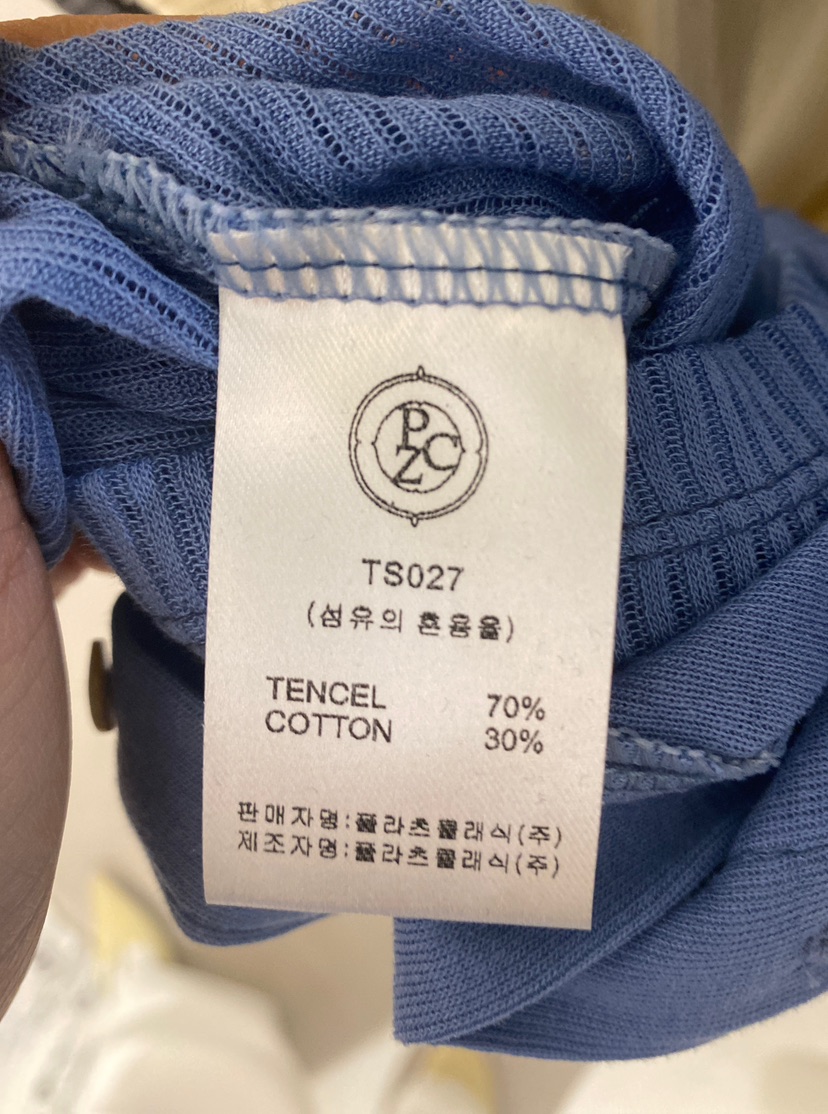 PZC
TS027
(섬유의 혼용율)
TENCEL 70%
COTTON 30%
판매자명:플라츠클래식(주)
제조자명:플라츠클래식(주)